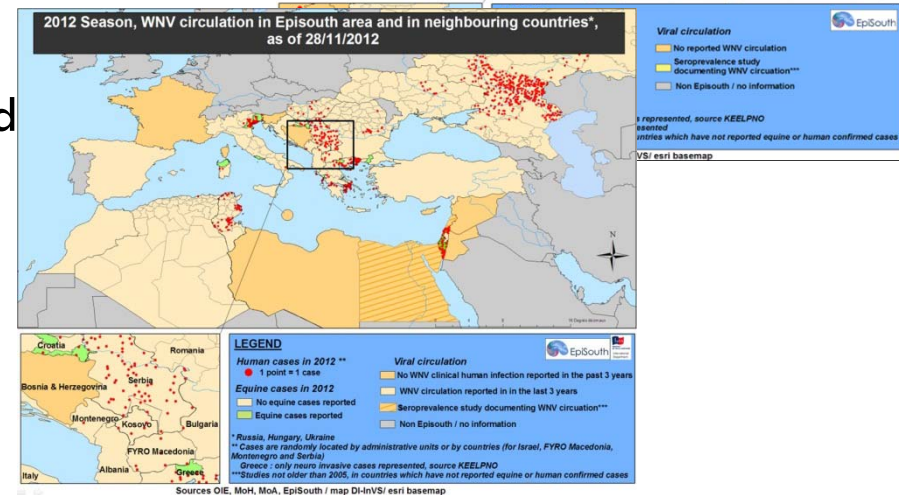 d
2012 Season, WNV circulation in Episouth area and in neighbouring countries*,
as of 28/11/2012
N
Viral circulation
EpiSouth
No reported WNV circulation
Seroprevalence study
documenting WNV circuation***
Non Episouth / no information
s represented, source KEELPNO
esented
untries which have not reported equine or human confirmed cases
VS/ esri basemap
Croatia
Romania
Bosnia & Herzegovina
Serbia
Montenegro
Kosovo
Bulgaria
FYRO Macedonia
Albania
Italy
Greece
LEGEND
EpiSouth
Human cases in 2012 **
1 point = 1 case
Equine cases in 2012
No equine cases reported
Equine cases reported
Viral circulation
No WNV clinical human infection reported in the past 3 years
WNV circulation reported in in the last 3 years
Seroprevalence study documenting WNV circuation***
Non Episouth / no information
* Russia, Hungary, Ukraine
** Cases are randomly located by administrative units or by countries (for Israel, FYRO Macedonia,
Montenegro and Serbia)
Greece : only neuro invasive cases represented, source KEELPNO
***Studies not older than 2005, in countries which have not reported equine or human confirmed cases
Sources OIE, MoH, MoA, EpiSouth / map DI-InVS/ esri basemap